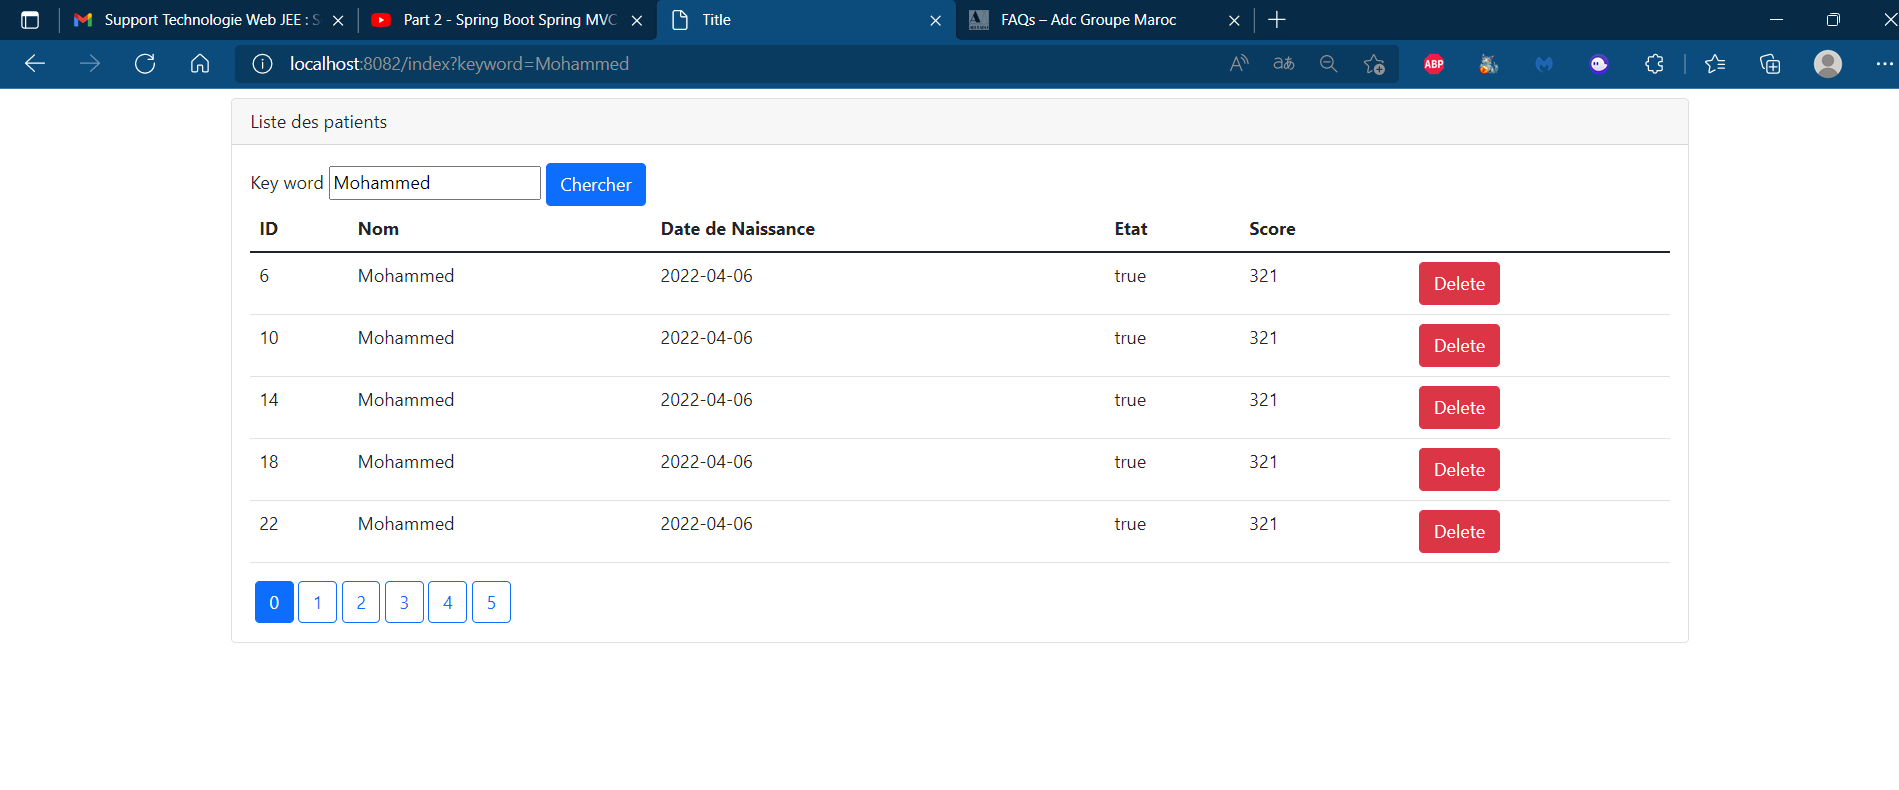 Support Technologie Web JEE : S
Part 2 - Spring Boot Spring MVC
Title
FAQs – Adc Groupe Maroc
localhost:8082/index?keyword=Mohammed
ABP
Liste des patients
Key word Mohammed Chercher
ID Nom Date de Naissance Etat Score
6 Mohammed 2022-04-06 true 321 Delete
10 Mohammed 2022-04-06 true 321 Delete
14 Mohammed 2022-04-06 true 321 Delete
18 Mohammed 2022-04-06 true 321 Delete
22 Mohammed 2022-04-06 true 321 Delete
0 1 2 3 4 5